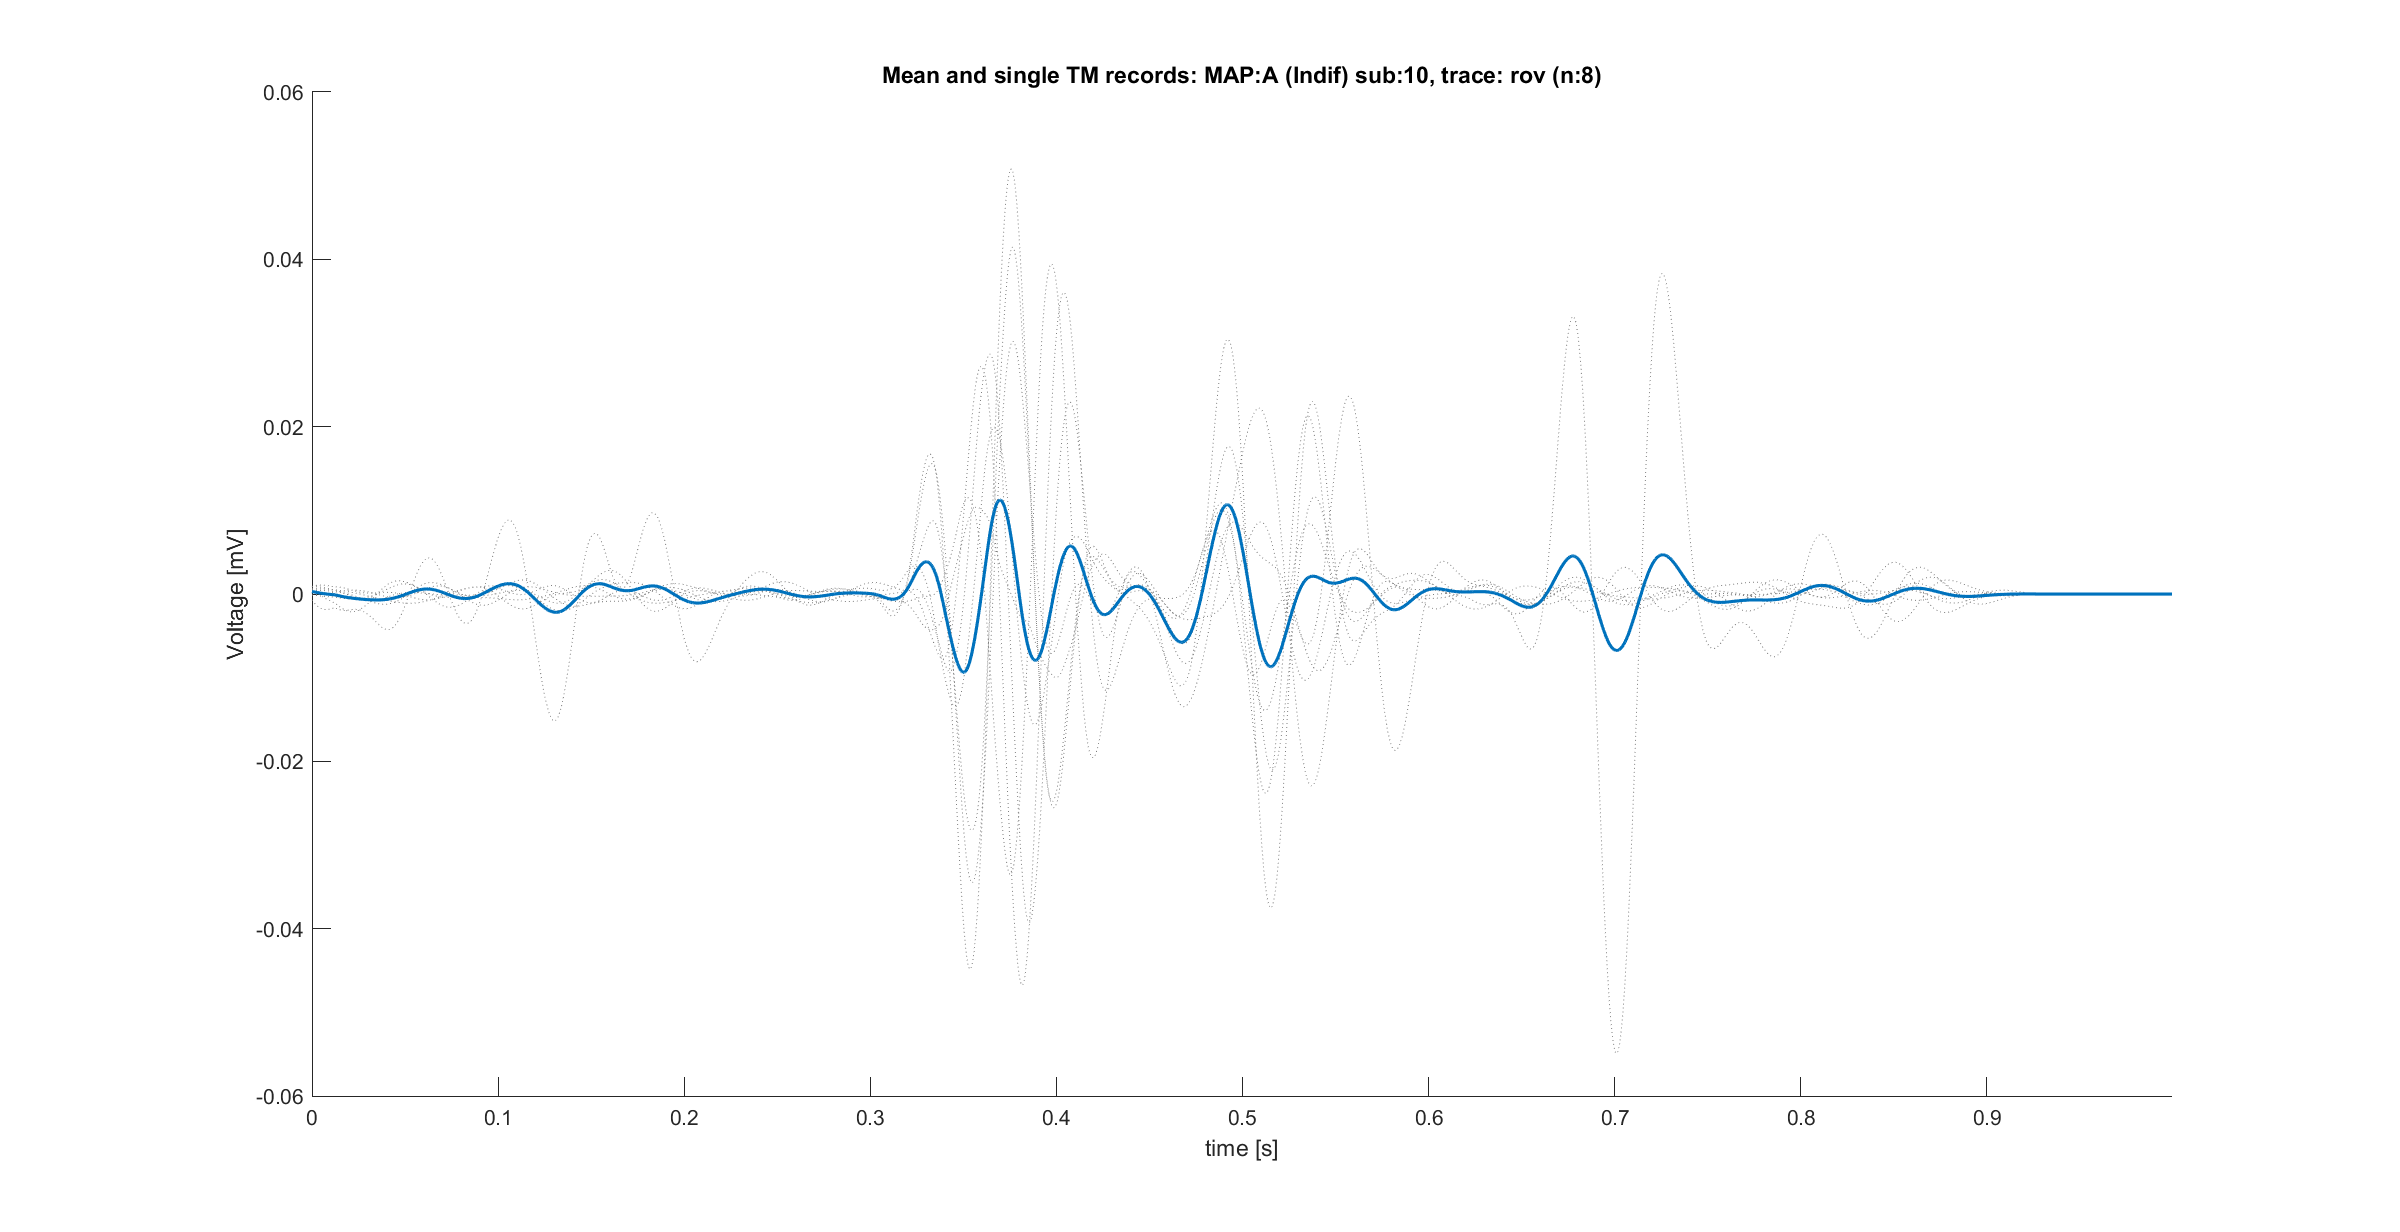 Mean and single TM records: MAP:A (Indif) sub:10, trace: rov (n:8)
0.06
0.04
0.02
0
-0.02
-0.04
-0.06
Voltage [mV]
0 0.1 0.2 0.3 0.4 0.5 0.6 0.7 0.8 0.9
time [s]